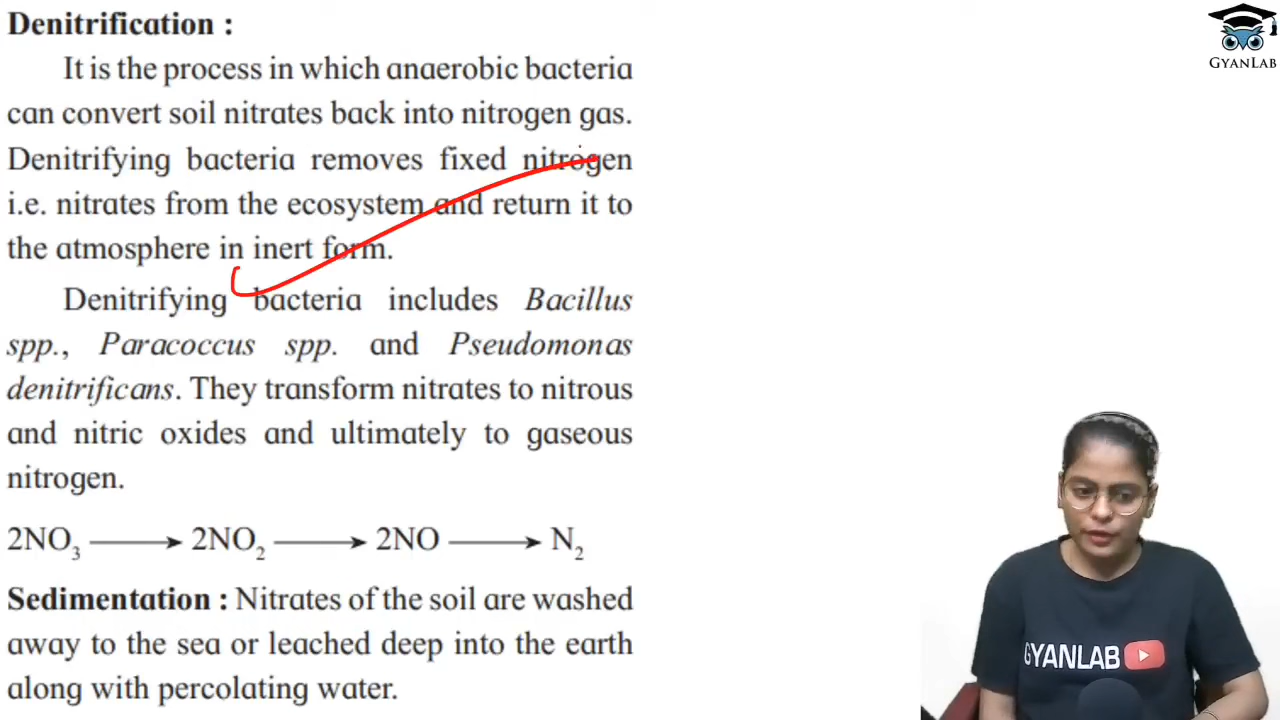 Denitrification :
It is the process in which anaerobic bacteria
can convert soil nitrates back into nitrogen gas.
Denitrifying bacteria removes fixed nitrogen
i.e. nitrates from the ecosystem and return it to
the atmosphere in inert form.
Denitrifying bacteria includes Bacillus
spp., Paracoccus spp. and Pseudomonas
denitrificans. They transform nitrates to nitrous
and nitric oxides and ultimately to gaseous
nitrogen.
2NO₃ ⟶ 2NO₂ ⟶ 2NO ⟶ N₂
Sedimentation : Nitrates of the soil are washed
away to the sea or leached deep into the earth
along with percolating water.
GYANLAB
GYANLAB